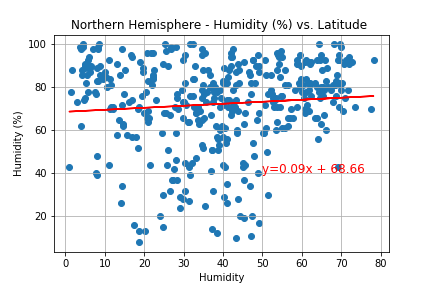 Northern Hemisphere - Humidity (%) vs. Latitude
100
80
60
40
20
Humidity (%)
y=0.09x + 68.66
0 10 20 30 40 50 60 70 80
Humidity